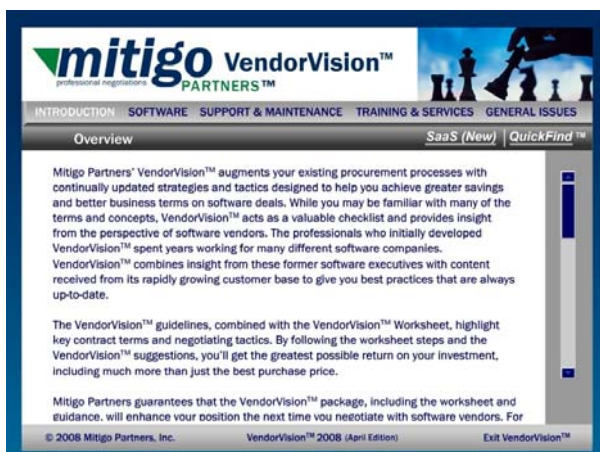 mitigo VendorVision™
professional negotiations PARTNERS™
INTRODUCTION SOFTWARE SUPPORT & MAINTENANCE TRAINING & SERVICES GENERAL ISSUES
Overview SaaS (New) | QuickFind ™
Mitigo Partners' VendorVision™ augments your existing procurement processes with
continually updated strategies and tactics designed to help you achieve greater savings
and better business terms on software deals. While you may be familiar with many of the
terms and concepts, VendorVision™ acts as a valuable checklist and provides insight
from the perspective of software vendors. The professionals who initially developed
VendorVision™ spent years working for many different software companies.
VendorVision™ combines insight from these former software executives with content
received from its rapidly growing customer base to give you best practices that are always
up-to-date.
The VendorVision™ guidelines, combined with the VendorVision™ Worksheet, highlight
key contract terms and negotiating tactics. By following the worksheet steps and the
VendorVision™ suggestions, you'll get the greatest possible return on your investment,
including much more than just the best purchase price.
Mitigo Partners guarantees that the VendorVision™ package, including the worksheet and
guidance, will enhance your position the next time you negotiate with software vendors. For
© 2008 Mitigo Partners, Inc. VendorVision™ 2008 (April Edition) Exit VendorVision™